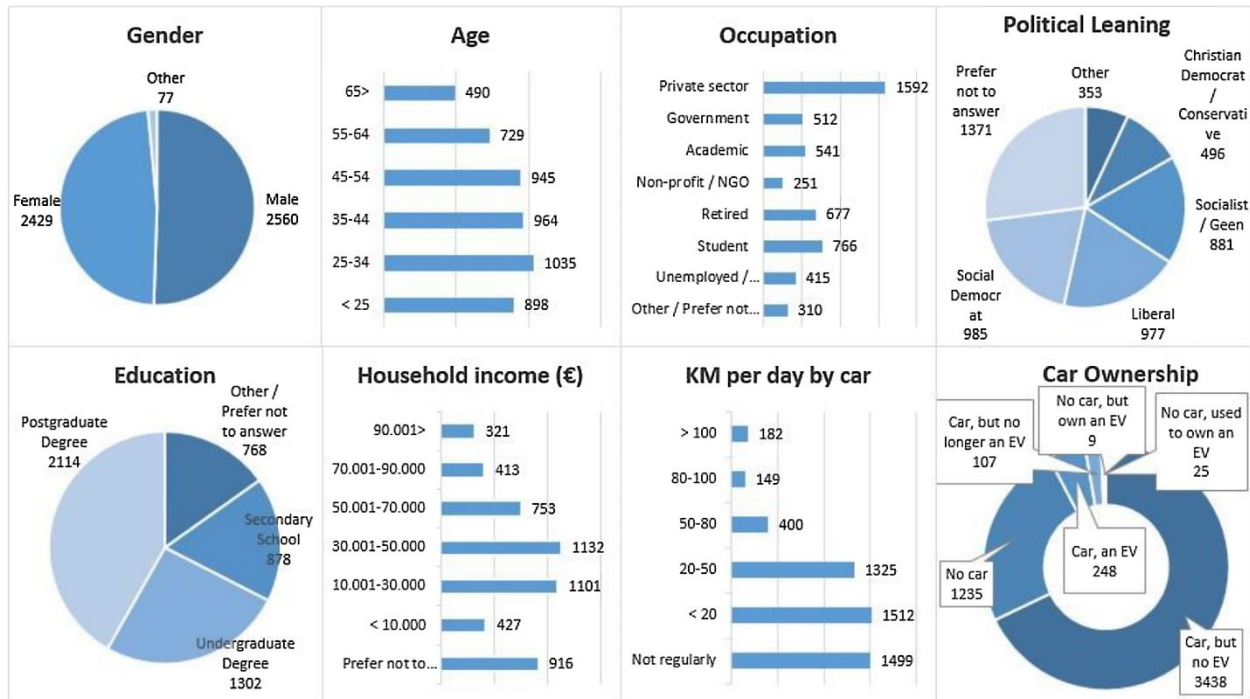 Gender
Other
77
Female
2429
Male
2560
Age
65> 490
55-64 729
45-54 945
35-44 964
25-34 1035
< 25 898
Occupation
Private sector 1592
Government 512
Academic 541
Non-profit / NGO 251
Retired 677
Student 766
Unemployed /... 415
Other / Prefer not... 310
Political Leaning
Prefer
not to
answer
1371
Other
353
Christian
Democrat
/
Conservati
ve
496
Socialist
/ Geen
881
Social
Democr
at
985
Liberal
977
Education
Postgraduate
Degree
2114
Other /
Prefer not
to answer
768
Secondary
School
878
Undergraduate
Degree
1302
Household income (€)
90.001> 321
70.001-90.000 413
50.001-70.000 753
30.001-50.000 1132
10.001-30.000 1101
< 10.000 427
Prefer not to... 916
KM per day by car
> 100 182
80-100 149
50-80 400
20-50 1325
< 20 1512
Not regularly 1499
Car Ownership
Car, but no
longer an EV
107
No car, but
own an EV
9
No car, used
to own an
EV
25
Car, an EV
248
No car
1235
Car, but
no EV
3438